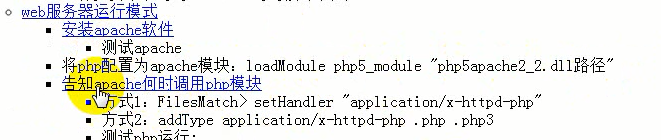 web服务器运行模式
安装apache软件
测试apache
将php配置为apache模块: loadModule php5_module "php5apache2_2.dll路径"
告知apache何时调用php模块
方式1: FilesMatch> setHandler "application/x-httpd-php"
方式2: addType application/x-httpd-php .php .php3
测试php运行: